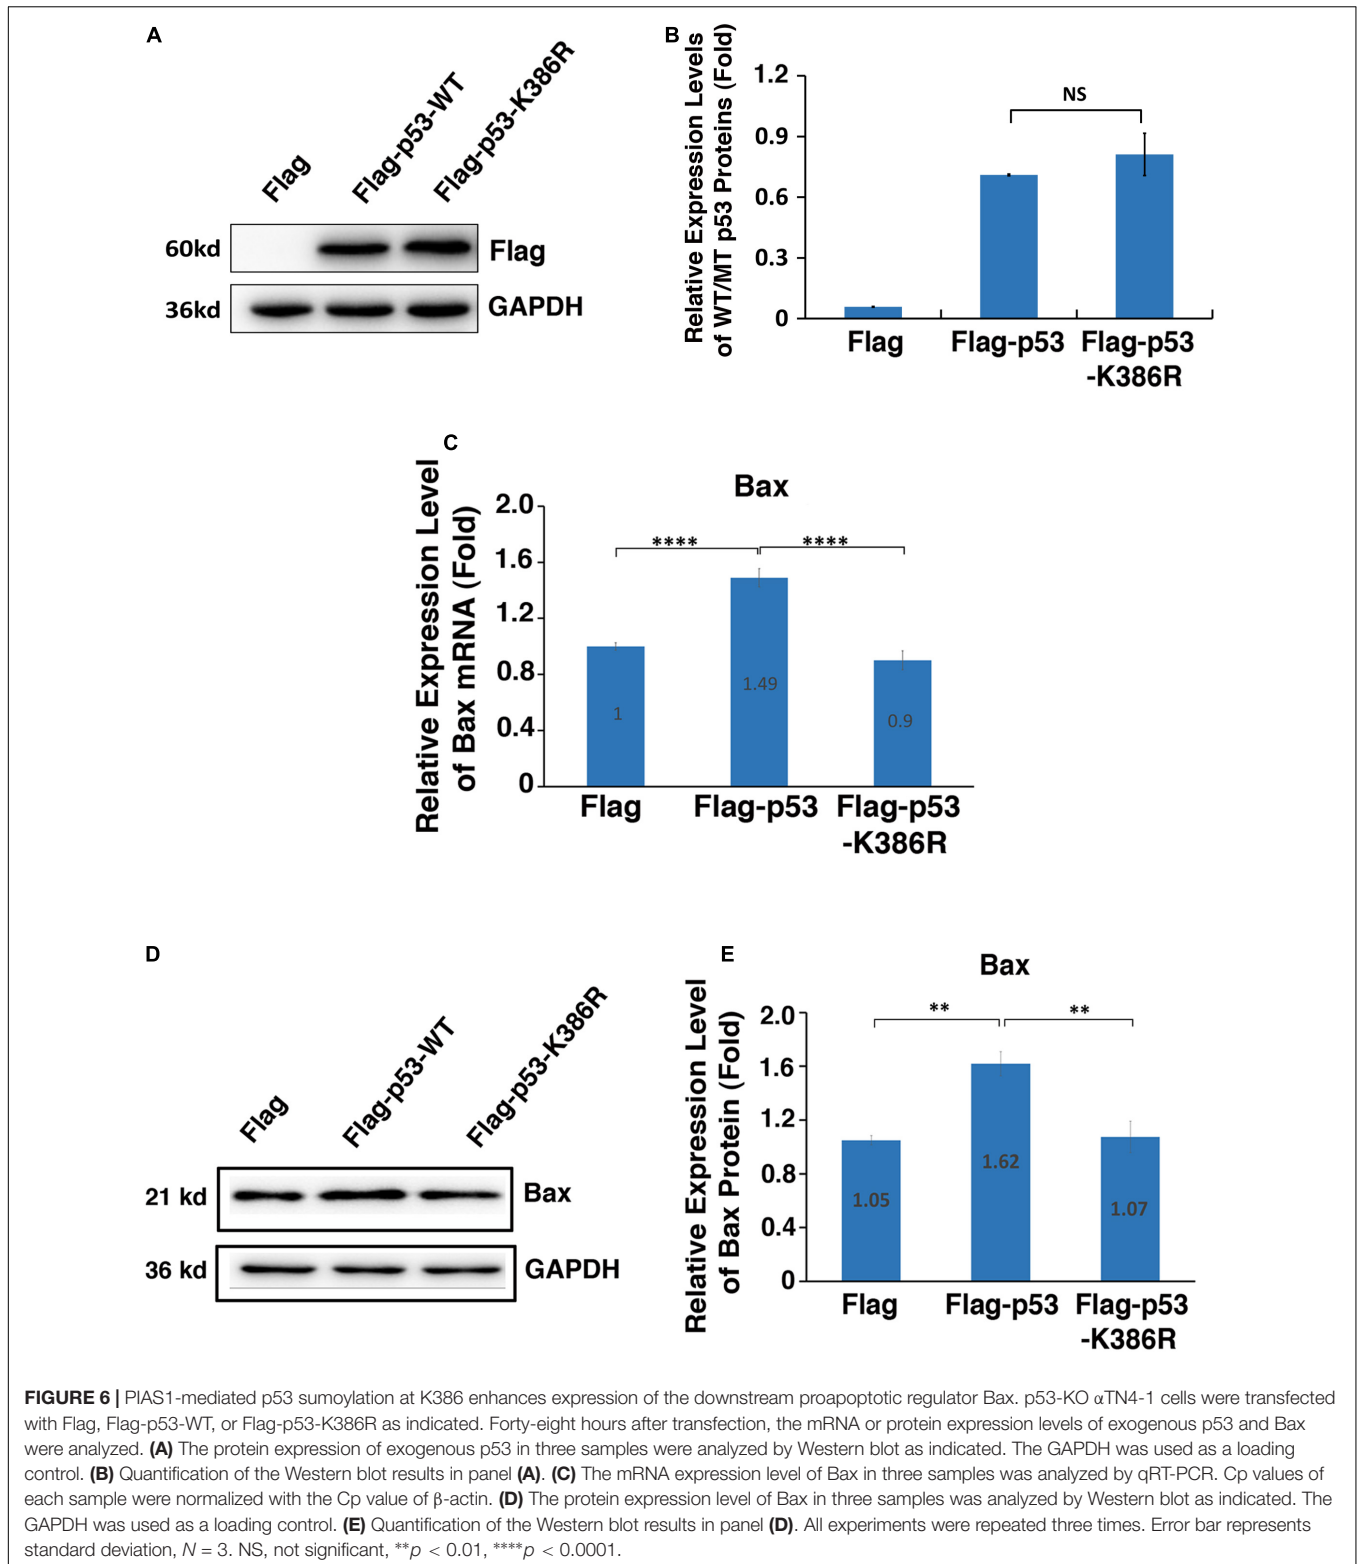 A
Flag
Flag-p53-WT
Flag-p53-K386R
60kd
Flag
36kd
GAPDH
B
Relative Expression Levels
of WT/MT p53 Proteins (Fold)
1.2
0.9
0.6
0.3
0
NS
Flag
Flag-p53
Flag-p53
-K386R
C
Bax
Relative Expression Level
of Bax mRNA (Fold)
2.0
1.6
1.2
0.8
0.4
0
****
****
1
1.49
0.9
Flag
Flag-p53
Flag-p53
-K386R
D
Flag
Flag-p53-WT
Flag-p53-K386R
21 kd
Bax
36 kd
GAPDH
E
Bax
Relative Expression Level
of Bax Protein (Fold)
2.0
1.6
1.2
0.8
0.4
0
**
**
1.05
1.62
1.07
Flag
Flag-p53
Flag-p53
-K386R
FIGURE 6 | PIAS1-mediated p53 sumoylation at K386 enhances expression of the downstream proapoptotic regulator Bax. p53-KO αTN4-1 cells were transfected
with Flag, Flag-p53-WT, or Flag-p53-K386R as indicated. Forty-eight hours after transfection, the mRNA or protein expression levels of exogenous p53 and Bax
were analyzed. (A) The protein expression of exogenous p53 in three samples were analyzed by Western blot as indicated. The GAPDH was used as a loading
control. (B) Quantification of the Western blot results in panel (A). (C) The mRNA expression level of Bax in three samples was analyzed by qRT-PCR. Cp values of
each sample were normalized with the Cp value of β-actin. (D) The protein expression level of Bax in three samples was analyzed by Western blot as indicated. The
GAPDH was used as a loading control. (E) Quantification of the Western blot results in panel (D). All experiments were repeated three times. Error bar represents
standard deviation, N = 3. NS, not significant, **p < 0.01, ****p < 0.0001.